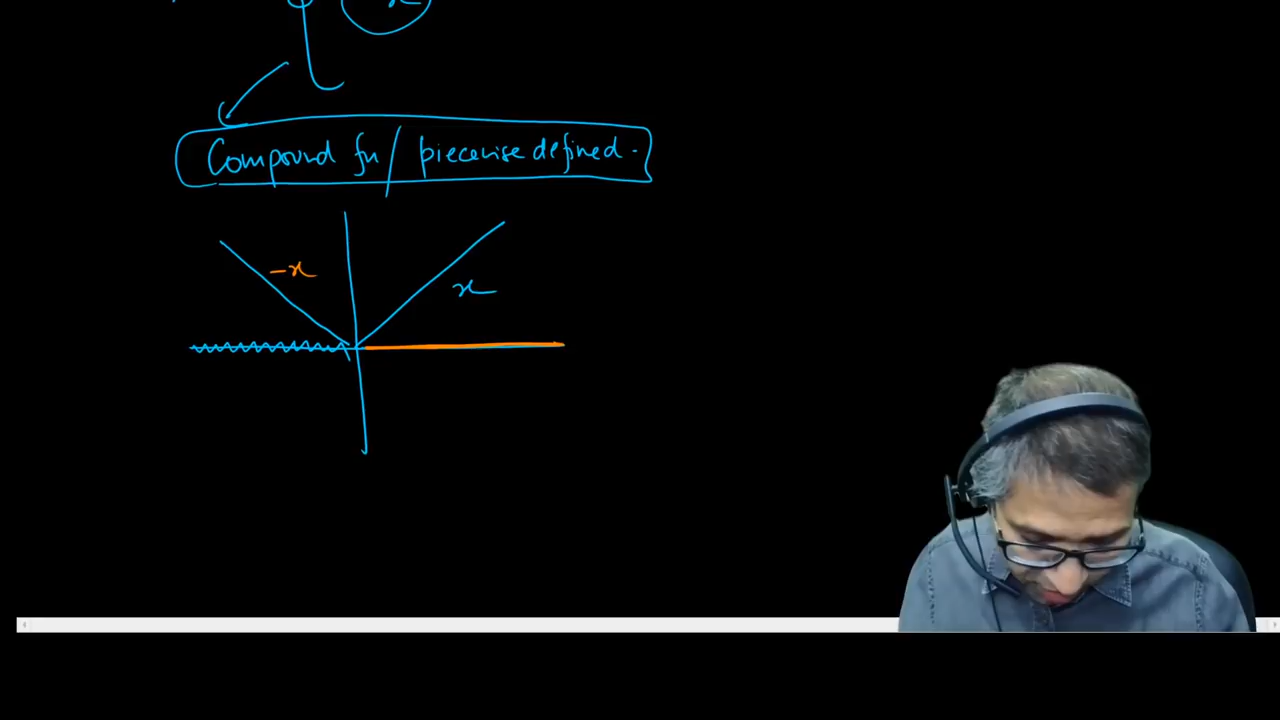 x
Compound fn / piecewise defined.
-x
x